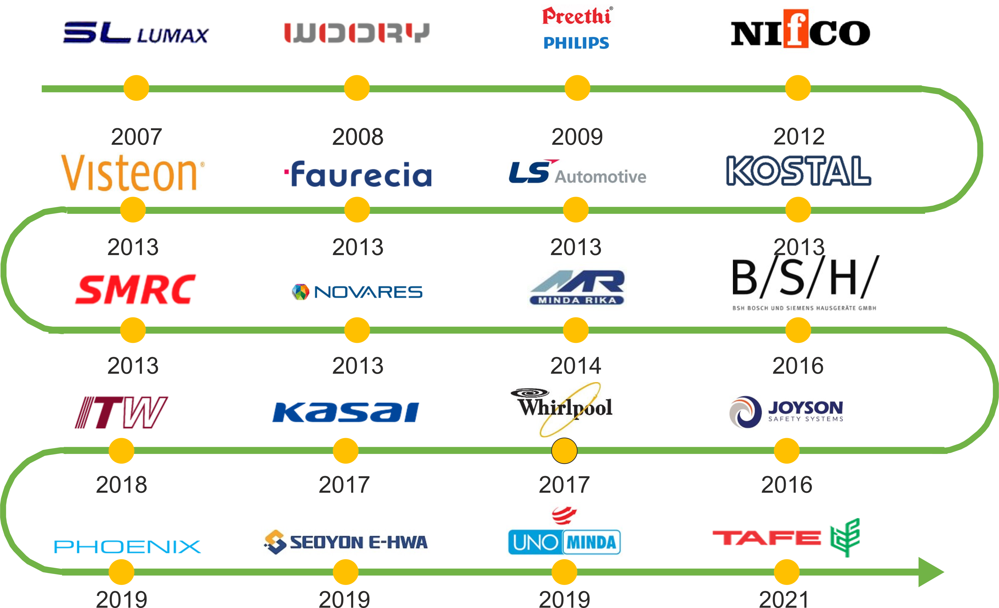 SL LUMAX
WOORY
Preethi®
PHILIPS
NIfCO
2007
2008
2009
2012
Visteon®
faurecia
LS Automotive
KOSTAL
2013
2013
2013
2013
SMRC
NOVARES
MR
MINDA RIKA
B/S/H/
BSH BOSCH UND SIEMENS HAUSGERÄTE GMBH
2013
2013
2014
2016
ITW
Kasai
Whirlpool
JOYSON
SAFETY SYSTEMS
2018
2017
2017
2016
PHOENIX
SEOYON E-HWA
UNO MINDA
TAFE
2019
2019
2019
2021